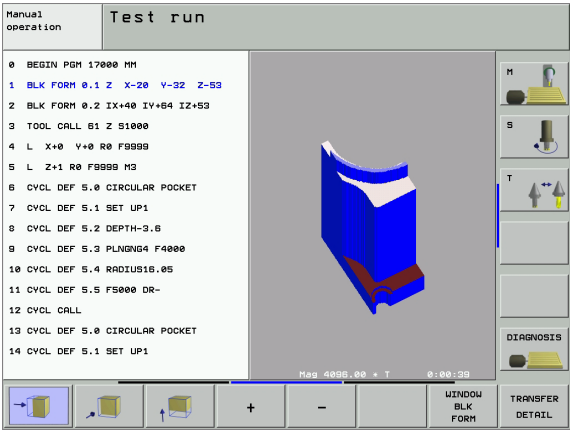 Manual
operation
Test run
0 BEGIN PGM 17000 MM
1 BLK FORM 0.1 Z X-20 Y-32 Z-53
2 BLK FORM 0.2 IX+40 IY+64 IZ+53
3 TOOL CALL 61 Z S1000
4 L X+0 Y+0 R0 F9999
5 L Z+1 R0 F9999 M3
6 CYCL DEF 5.0 CIRCULAR POCKET
7 CYCL DEF 5.1 SET UP1
8 CYCL DEF 5.2 DEPTH-3.6
9 CYCL DEF 5.3 PLNGNG4 F4000
10 CYCL DEF 5.4 RADIUS16.05
11 CYCL DEF 5.5 F5000 DR-
12 CYCL CALL
13 CYCL DEF 5.0 CIRCULAR POCKET
14 CYCL DEF 5.1 SET UP1
Mag 4096.00 * T 0:00:39
M
S
T
DIAGNOSIS
+
-
WINDOW
BLK
FORM
TRANSFER
DETAIL